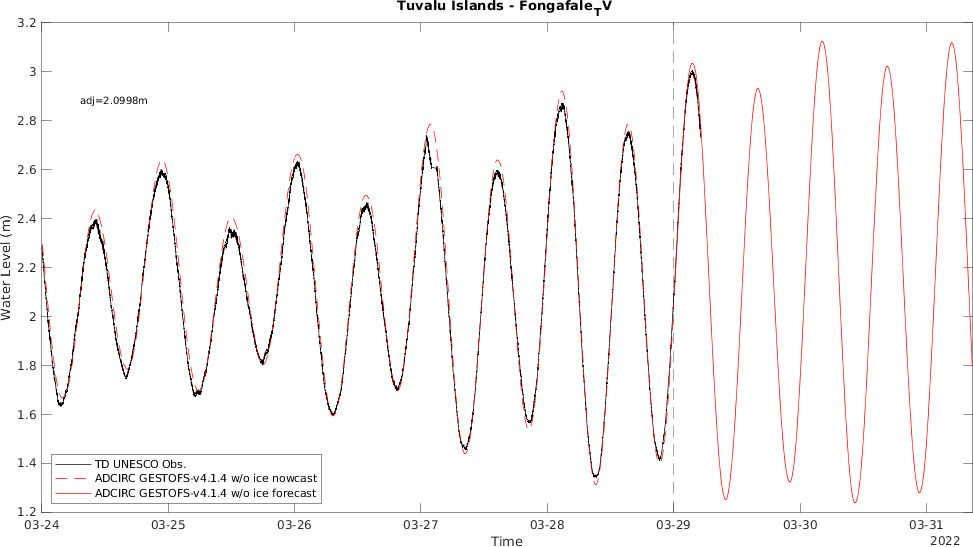 Tuvalu Islands - Fongafale_TV
3.2
3
2.8
2.6
2.4
2.2
2
1.8
1.6
1.4
1.2
Water Level (m)
adj=2.0998m
TD UNESCO Obs.
ADCIRC GESTOFS-v4.1.4 w/o ice nowcast
ADCIRC GESTOFS-v4.1.4 w/o ice forecast
03-24 03-25 03-26 03-27 03-28 03-29 03-30 03-31
Time
2022